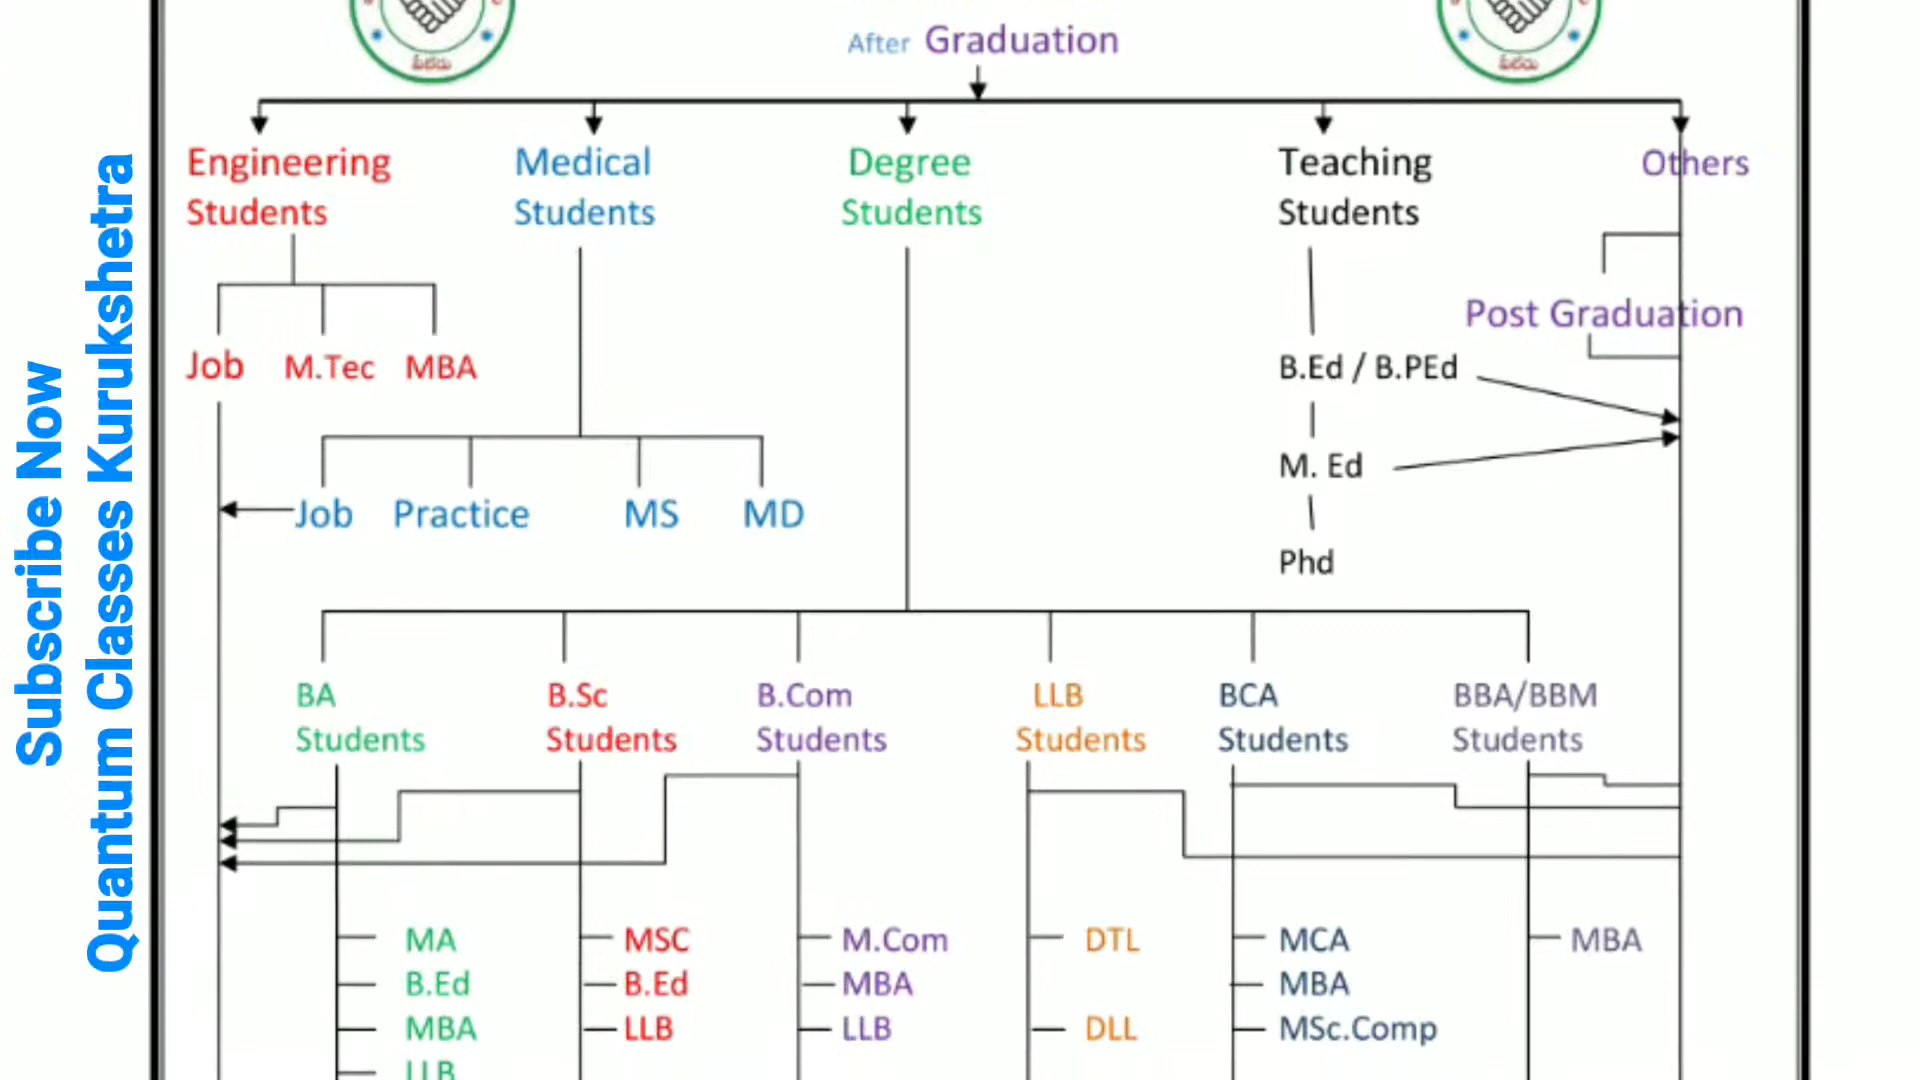 After Graduation
Engineering Students
Medical Students
Degree Students
Teaching Students
Others
Post Graduation
Job M.Tec MBA
B.Ed / B.PEd
M. Ed
Job Practice MS MD
Phd
BA Students
B.Sc Students
B.Com Students
LLB Students
BCA Students
BBA/BBM Students
MA
B.Ed
MBA
LLB
MSC
B.Ed
LLB
M.Com
MBA
LLB
DTL
DLL
MCA
MBA
MSc.Comp
MBA
Subscribe Now
Quantum Classes Kurukshetra